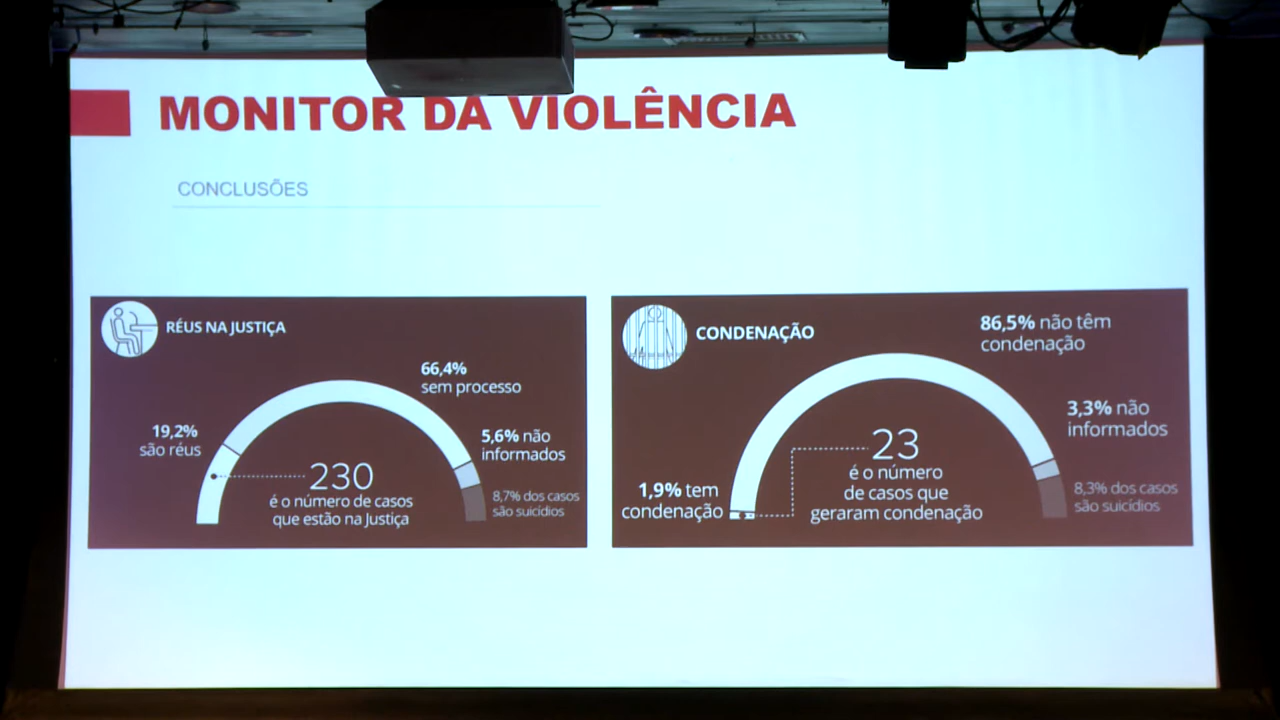 MONITOR DA VIOLÊNCIA
CONCLUSÕES
RÉUS NA JUSTIÇA
66,4%
sem processo
19,2%
são réus
5,6% não
informados
230
é o número de casos
que estão na Justiça
8,7% dos casos
são suicídios
CONDENAÇÃO
86,5% não têm
condenação
3,3% não
informados
23
é o número
de casos que
geraram condenação
1,9% tem
condenação
8,3% dos casos
são suicídios